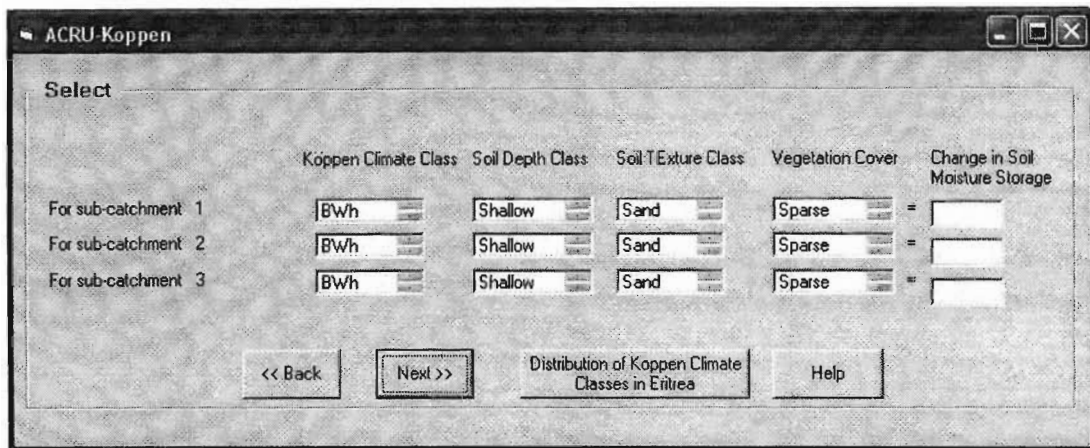 ACRU-Koppen
Select
Koppen Climate Class Soil Depth Class Soil TExture Class Vegetation Cover Change in Soil
Moisture Storage
For sub-catchment 1 BWh Shallow Sand Sparse =
For sub-catchment 2 BWh Shallow Sand Sparse =
For sub-catchment 3 BWh Shallow Sand Sparse =
<< Back Next >> Distribution of Koppen Climate
Classes in Eritrea Help